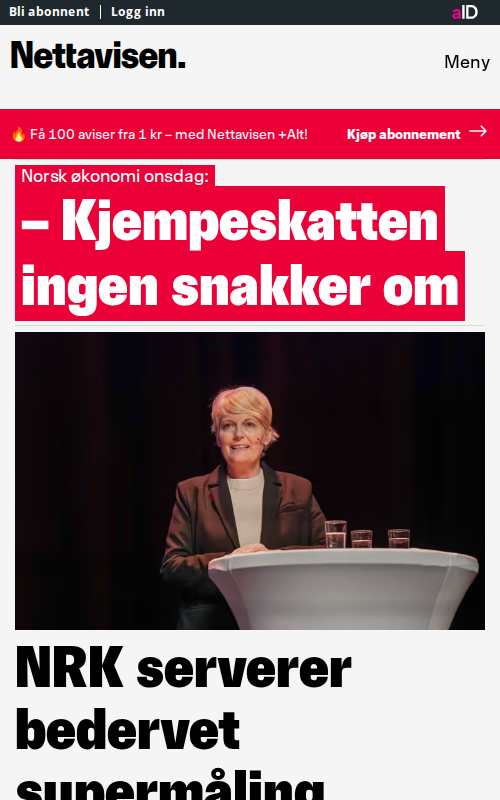 Bli abonnent | Logg inn
aID
Nettavisen.
Meny
🔥 Få 100 aviser fra 1 kr – med Nettavisen +Alt!
Kjøp abonnement →
Norsk økonomi onsdag:
– Kjempeskatten
ingen snakker om
NRK serverer
bedervet
supermåling